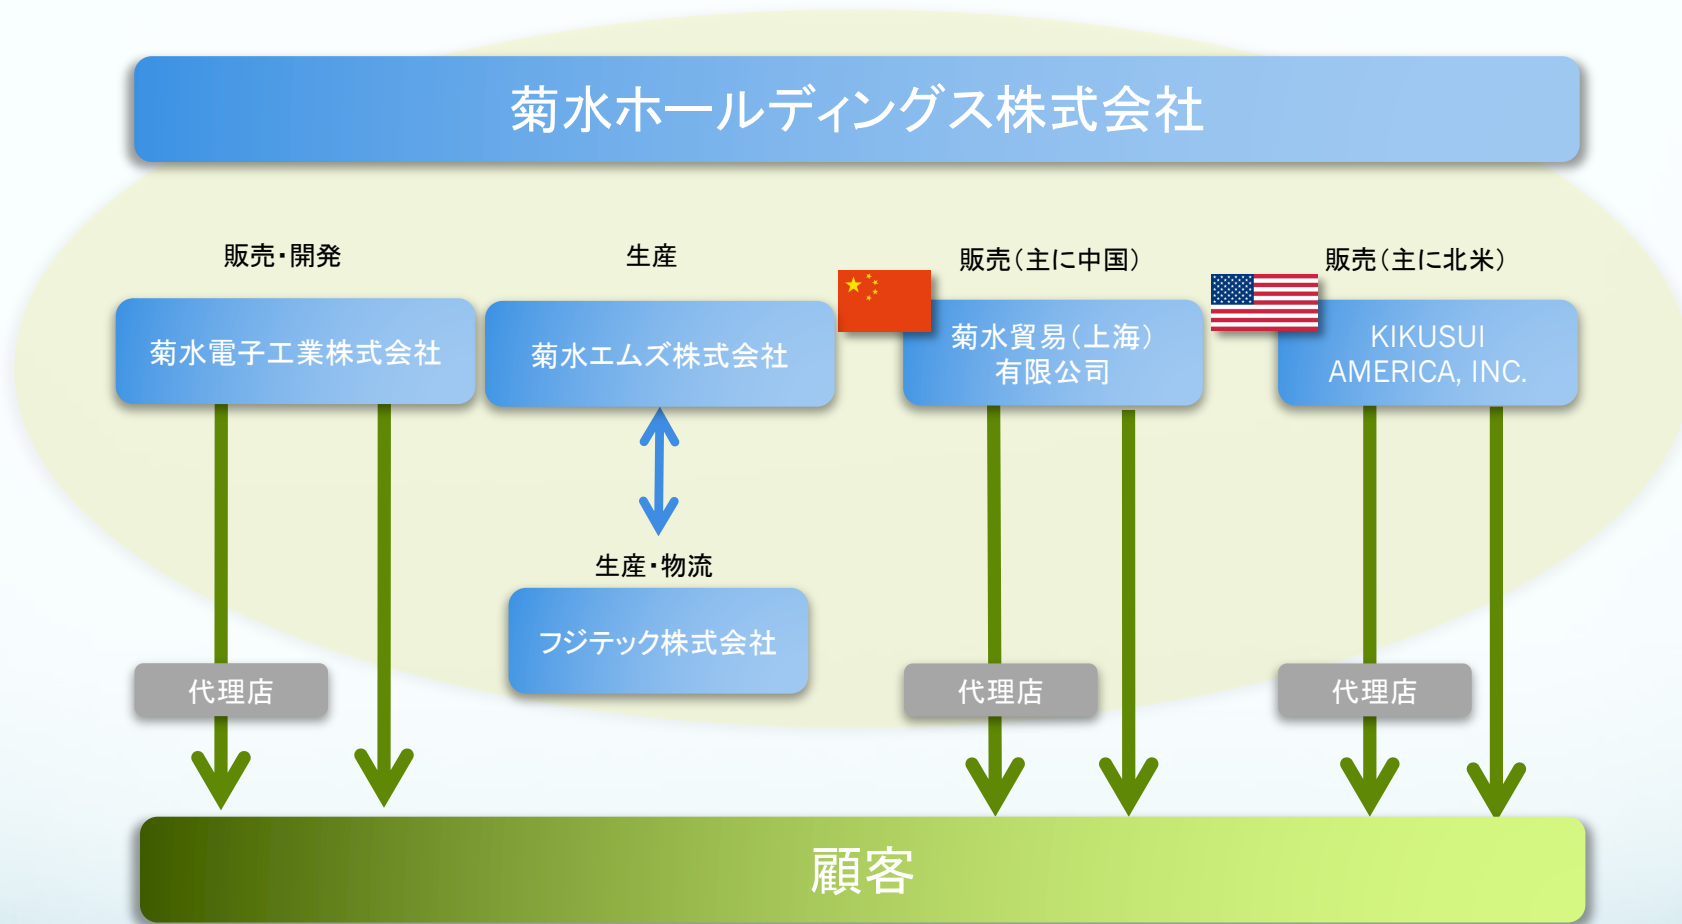 菊水ホールディングス株式会社
販売・開発
生産
販売（主に中国）
販売（主に北米）
菊水電子工業株式会社
菊水エムズ株式会社
菊水貿易（上海）
有限公司
KIKUSUI
AMERICA, INC.
生産・物流
フジテック株式会社
代理店
代理店
代理店
顧客